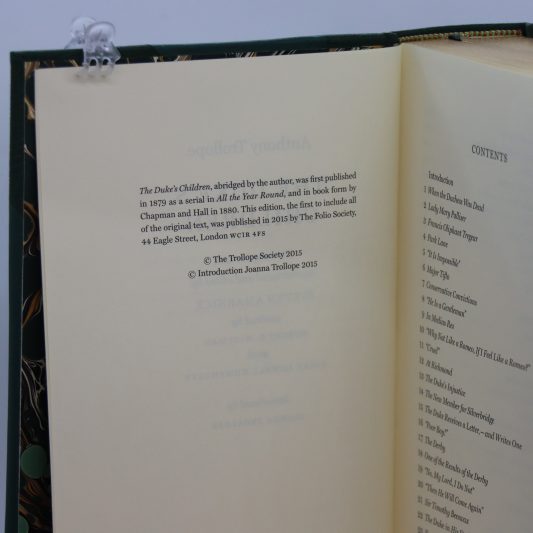 The Duke's Children, abridged by the author, was first published
in 1879 as a serial in All the Year Round, and in book form by
Chapman and Hall in 1880. This edition, the first to include all
of the original text, was published in 2015 by The Folio Society,
44 Eagle Street, London WC1R 4FS
© The Trollope Society 2015
© Introduction Joanna Trollope 2015
CONTENTS
Introduction
1 When the Duchess Was Dead
2 Lady Mary Palliser
3 Francis Oliphant Tregear
4 Park Lane
5 "It Is Impossible"
6 Major Tifto
7 Conservative Convictions
8 "He Is a Gentleman"
9 In Medias Res
10 "Why Not Like a Romeo, If I Feel Like a Romeo?"
11 "Cruel"
12 At Richmond
13 The Duke's Injustice
14 The New Member for Silverbridge
15 The Duke Receives a Letter,—and Writes One
16 "Poor Boy!"
17 The Derby
18 One of the Results of the Derby
19 "No, My Lord, I Do Not"
20 "Then He Will Come Again"
21 Sir Timothy Beeswax
22 The Duke in His